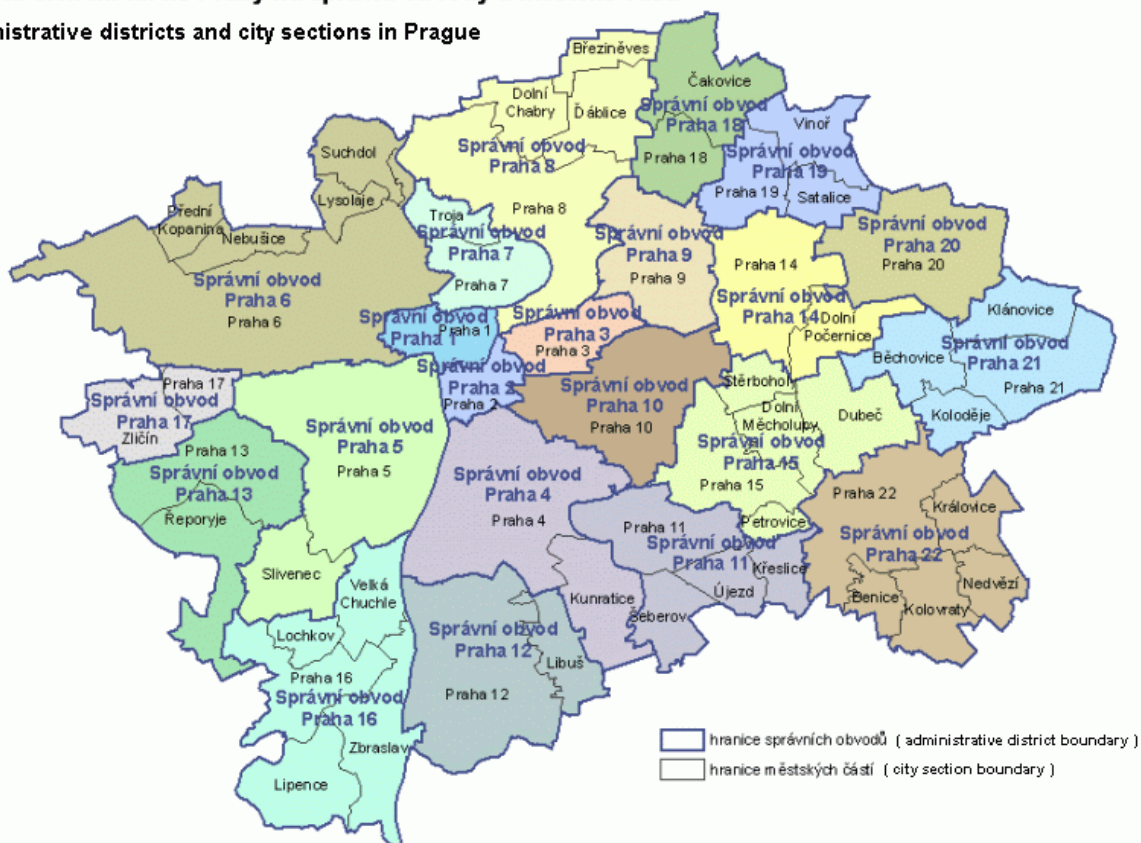 nistrative districts and city sections in Prague
Březiněves
Čakovice
Dolní
Chabry
Ďáblice
Správní obvod
Praha 18
Vinoř
Správní obvod
Praha 8
Praha 18
Správní obvod
Praha 19
Suchdol
Praha 19
Satalice
Lysolaje
Přední
Kopanina
Nebušice
Troja
Praha 8
Správní obvod
Praha 7
Praha 7
Správní obvod
Praha 9
Praha 9
Správní obvod
Praha 20
Praha 20
Praha 14
Správní obvod
Praha 14
Dolní
Počernice
Správní obvod
Praha 6
Praha 6
Správní obvod
Praha 1
Praha 1
Správní obvod
Praha 3
Praha 3
Klánovice
Běchovice
Správní obvod
Praha 21
Praha 21
Koloděje
Správní obvod
Praha 2
Praha 2
Správní obvod
Praha 10
Praha 10
Štěrbohol
Dolní
Měcholupy
Dubeč
Správní obvod
Praha 15
Praha 15
Petrovice
Praha 17
Správní obvod
Praha 17
Zličín
Praha 13
Správní obvod
Praha 13
Řeporyje
Správní obvod
Praha 5
Praha 5
Slivenec
Správní obvod
Praha 4
Praha 4
Kunratice
Praha 11
Správní obvod
Praha 11
Křeslice
Újezd
Šeberov
Praha 22
Královice
Správní obvod
Praha 22
Nedvězí
Benice
Kolovraty
Velká
Chuchle
Lochkov
Praha 16
Správní obvod
Praha 16
Zbraslav
Lipence
Správní obvod
Praha 12
Libuš
Praha 12
hranice správních obvodů ( administrative district boundary )
hranice městských částí ( city section boundary )